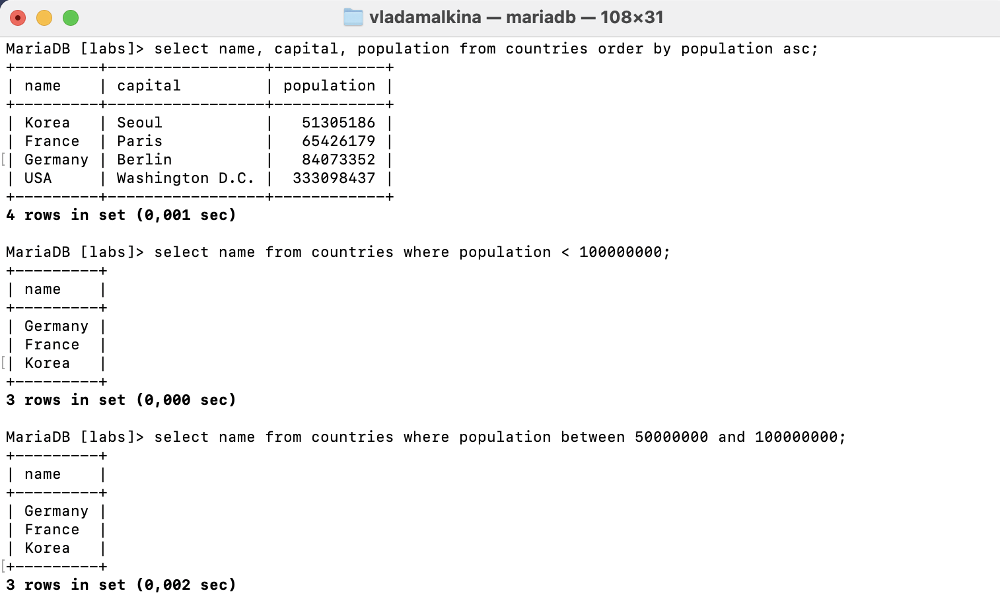 vladamalkina — mariadb — 108×31
MariaDB [labs]> select name, capital, population from countries order by population asc;
+---------+-----------------+------------+
| name    | capital         | population |
+---------+-----------------+------------+
| Korea   | Seoul           |   51305186 |
| France  | Paris           |   65426179 |
[| Germany | Berlin          |   84073352 |
| USA     | Washington D.C. |  333098437 |
+---------+-----------------+------------+
4 rows in set (0,001 sec)
MariaDB [labs]> select name from countries where population < 100000000;
+---------+
| name    |
+---------+
| Germany |
| France  |
[| Korea   |
+---------+
3 rows in set (0,000 sec)
MariaDB [labs]> select name from countries where population between 50000000 and 100000000;
+---------+
| name    |
+---------+
| Germany |
| France  |
| Korea   |
[+---------+
3 rows in set (0,002 sec)